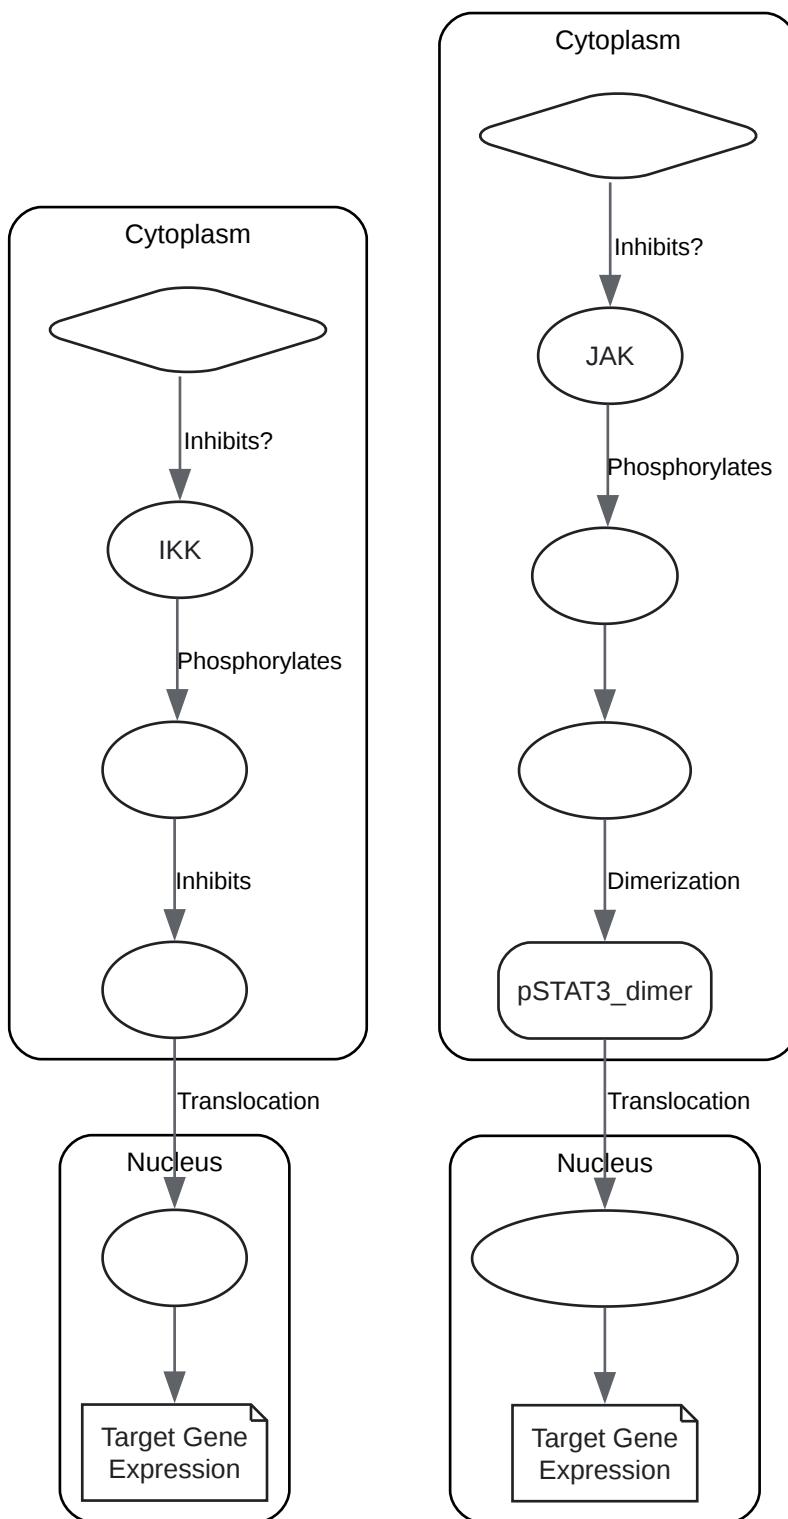 Cytoplasm
Inhibits?
IKK
Phosphorylates
Inhibits
Translocation
Nucleus
Target Gene
Expression
Cytoplasm
Inhibits?
JAK
Phosphorylates
Dimerization
pSTAT3_dimer
Translocation
Nucleus
Target Gene
Expression